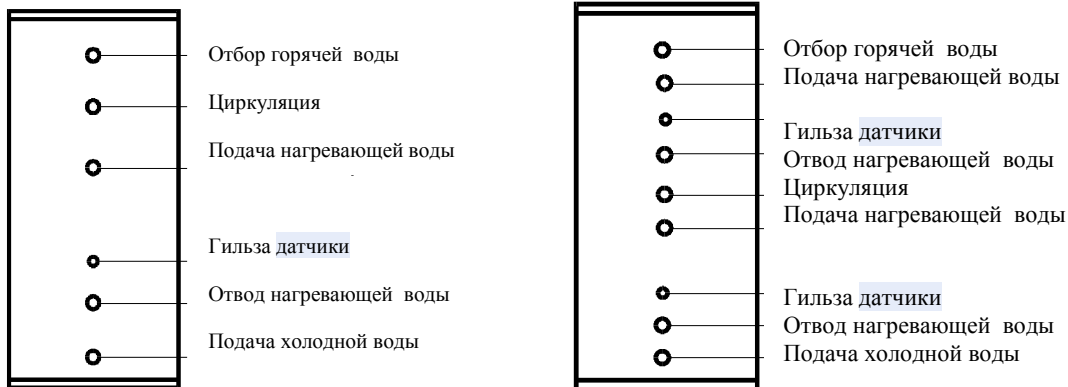 Отбор горячей воды
Циркуляция
Подача нагревающей воды
Гильза датчики
Отвод нагревающей воды
Подача холодной воды
Отбор горячей воды
Подача нагревающей воды
Гильза датчики
Отвод нагревающей воды
Циркуляция
Подача нагревающей воды
Гильза датчики
Отвод нагревающей воды
Подача холодной воды